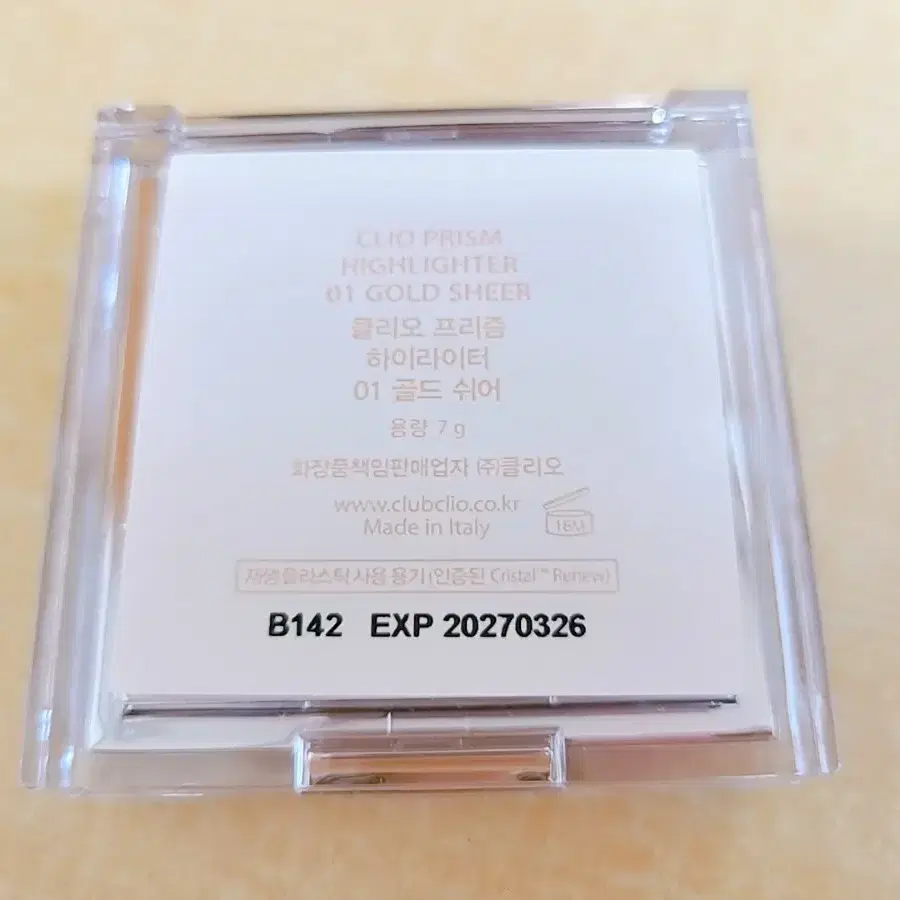 CLIO PRISM
HIGHLIGHTER
01 GOLD SHEER
클리오 프리즘
하이라이터
01 골드 쉬어
용량 7 g
화장품책임판매업자 ㈜클리오
www.clubclio.co.kr
Made in Italy
18M
재생플라스틱 사용 용기 (인증된 Cristal™ Renew)
B142 EXP 20270326